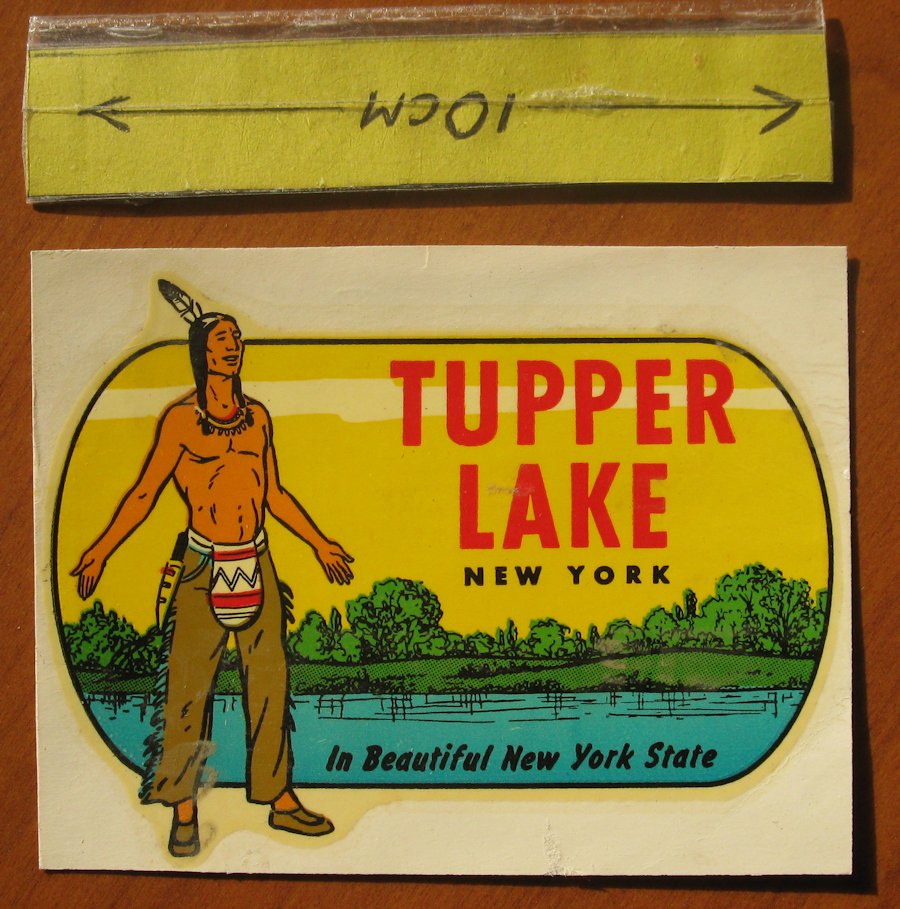 10CM
TUPPER
LAKE
NEW YORK
In Beautiful New York State